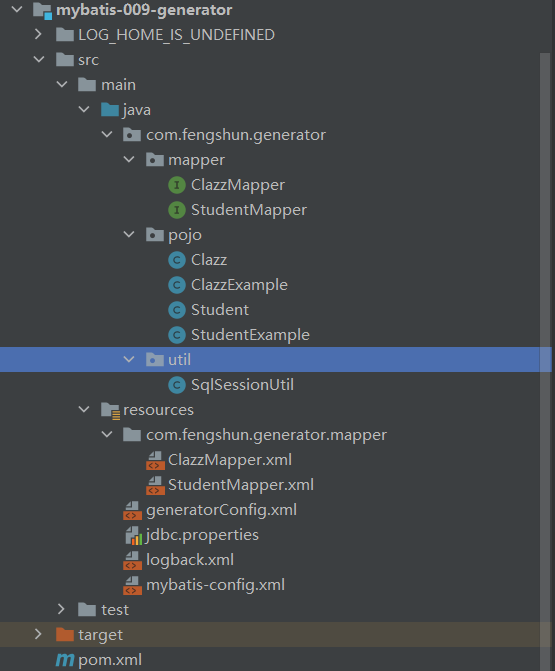 mybatis-009-generator
LOG_HOME_IS_UNDEFINED
src
main
java
com.fengshun.generator
mapper
ClazzMapper
StudentMapper
pojo
Clazz
ClazzExample
Student
StudentExample
util
SqlSessionUtil
resources
com.fengshun.generator.mapper
ClazzMapper.xml
StudentMapper.xml
generatorConfig.xml
jdbc.properties
logback.xml
mybatis-config.xml
test
target
pom.xml